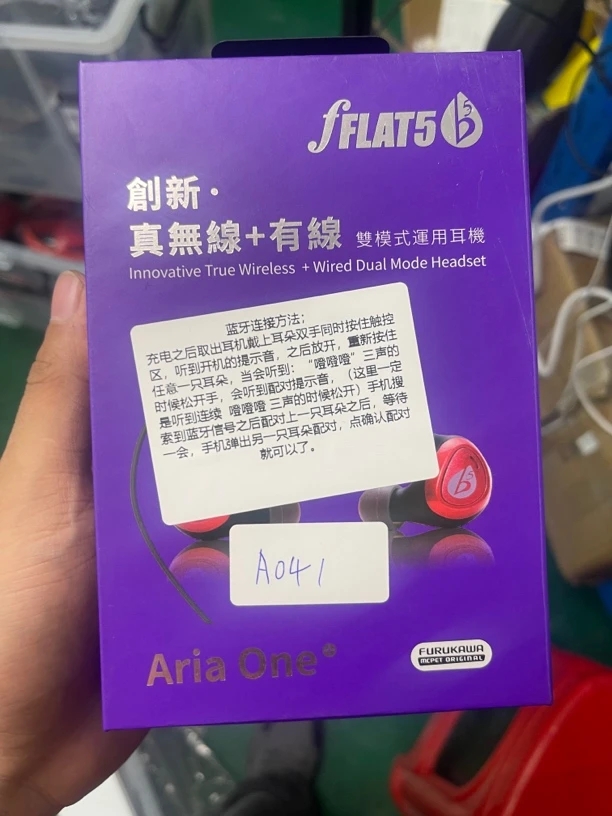 fFLAT5
創新·
真無線+有線 雙模式運用耳機
Innovative True Wireless + Wired Dual Mode Headset
蓝牙连接方法；
充电之后取出耳机戴上耳朵双手同时按住触控
区，听到开机的提示音，之后放开，重新按住
任意一只耳朵，当会听到：“噔噔噔”三声的
时候松开手，会听到配对提示音，（这里一定
是听到连续 噔噔噔 三声的时候松开）手机搜
索到蓝牙信号之后配对上一只耳朵之后，等待
一会，手机弹出另一只耳朵配对，点确认配对
就可以了。
A041
Aria One
FURUKAWA
MCPET ORIGINAL